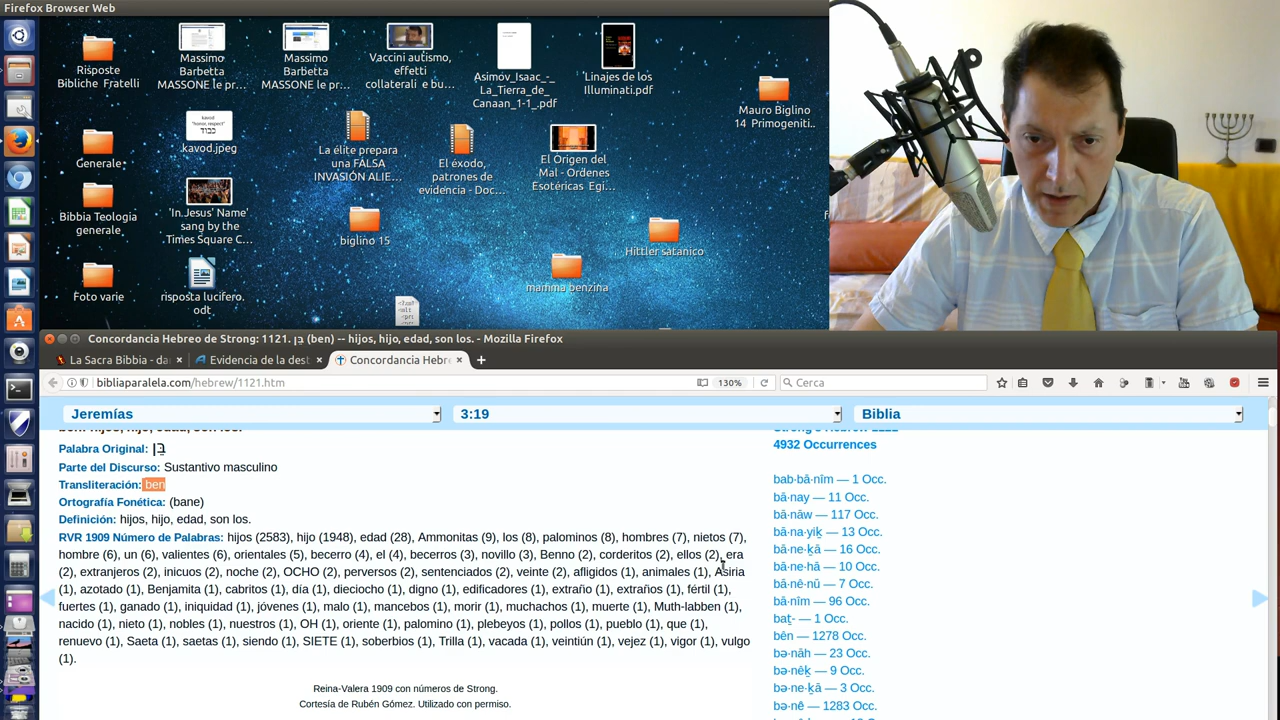 Firefox Browser Web
Risposte
Bibliche Fratelli
Massimo
Barbetta
MASSONE le pr...
Massimo
Barbetta
MASSONE le pr...
Vaccini autismo,
effetti
collaterali e bu...
Asimov_Isaac_-_
La_Tierra_de_
Canaan_1-1_.pdf
Linajes de los
Illuminati.pdf
Mauro Biglino
14 Primogeniti..
Generale
kavod
"honor, respect"
כבוד
kavod.jpeg
La élite prepara
una FALSA
INVASIÓN ALIE...
El éxodo,
patrones de
evidencia - Doc...
El Origen del
Mal - Ordenes
Esotéricas Egi...
Bibbia Teologia
generale
'In Jesus' Name'
sang by the
Times Square C...
biglino 15
Hittler satanico
Foto varie
risposta lucifero.
odt
mamma benzina
Concordancia Hebreo de Strong: 1121. בֵּן (ben) -- hijos, hijo, edad, son los. - Mozilla Firefox
La Sacra Bibbia - da
Evidencia de la dest
Concordancia Hebre
bibliaparalela.com/hebrew/1121.htm
130%
Cerca
Jeremías
3:19
Biblia
ben: hijos, hijo, edad, son los.
Strong's Hebrew 1121
4932 Occurrences
Palabra Original: בֵּן
Parte del Discurso: Sustantivo masculino
Transliteración: ben
Ortografía Fonética: (bane)
Definición: hijos, hijo, edad, son los.
RVR 1909 Número de Palabras: hijos (2583), hijo (1948), edad (28), Ammonitas (9), los (8), palominos (8), hombres (7), nietos (7),
hombre (6), un (6), valientes (6), orientales (5), becerro (4), el (4), becerros (3), novillo (3), Benno (2), corderitos (2), ellos (2), era
(2), extranjeros (2), inicuos (2), noche (2), OCHO (2), perversos (2), sentenciados (2), veinte (2), afligidos (1), animales (1), Asiria
(1), azotado (1), Benjamita (1), cabritos (1), día (1), dieciocho (1), digno (1), edificadores (1), extraño (1), extraños (1), fértil (1),
fuertes (1), ganado (1), iniquidad (1), jóvenes (1), malo (1), mancebos (1), morir (1), muchachos (1), muerte (1), Muth-labben (1),
natido (1), nieto (1), nobles (1), nuestros (1), OH (1), oriente (1), palomino (1), plebeyos (1), pollos (1), pueblo (1), que (1),
renuevo (1), Saeta (1), saetas (1), siendo (1), SIETE (1), soberbios (1), tralla (1), vacada (1), veintiún (1), vejez (1), vigor (1), vulgo
(1).
bab·bā·nîm — 1 Occ.
bā·nay — 11 Occ.
bā·nāw — 117 Occ.
bā·na·yiḵ — 13 Occ.
bā·ne·ḵā — 16 Occ.
bā·ne·hā — 10 Occ.
bā·nê·nū — 7 Occ.
bā·nîm — 96 Occ.
baṯ- — 1 Occ.
bên — 1278 Occ.
bə·nāh — 23 Occ.
bə·nêḵ — 9 Occ.
bə·ne·ḵā — 3 Occ.
bə·nê — 1283 Occ.
Reina-Valera 1909 con números de Strong.
Cortesía de Rubén Gómez. Utilizado con permiso.